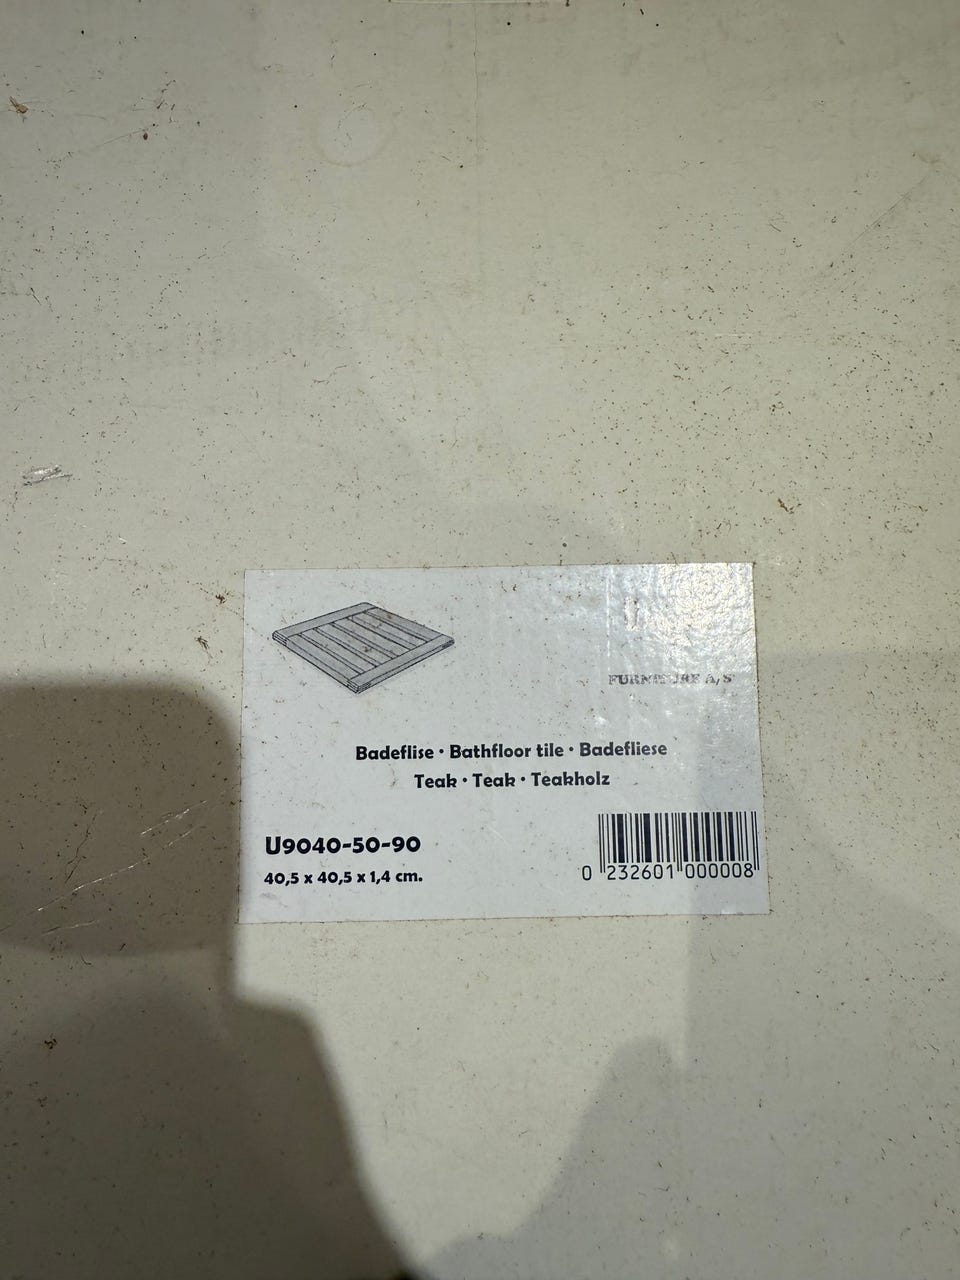 FURNITURE A/S
Badeflise • Bathfloor tile • Badefliese
Teak • Teak • Teakholz
U9040-50-90
40,5 x 40,5 x 1,4 cm.
0 232601 000008